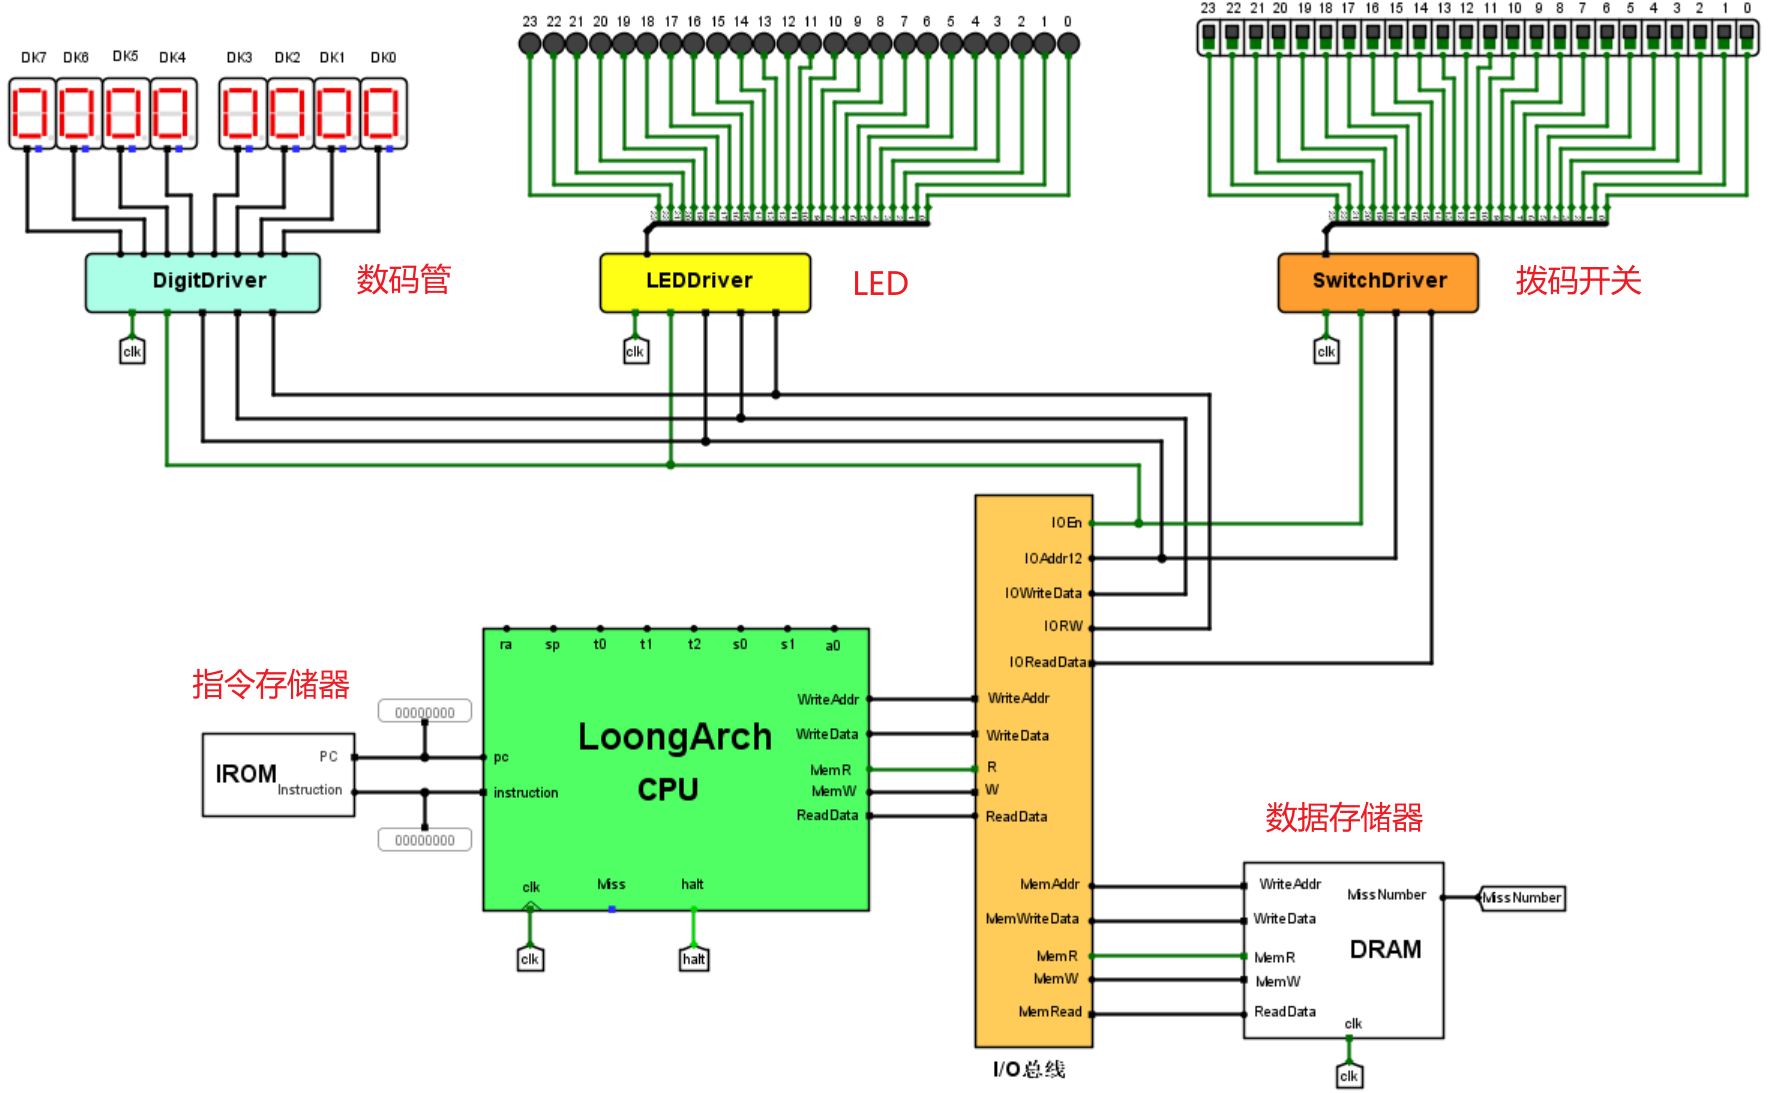 23 22 21 20 19 18 17 16 15 14 13 12 11 10 9 8 7 6 5 4 3 2 1 0
23 22 21 20 19 18 17 16 15 14 13 12 11 10 9 8 7 6 5 4 3 2 1 0
DK7 DK6 DK5 DK4 DK3 DK2 DK1 DK0
DigitDriver
数码管
LEDDriver
LED
SwitchDriver
拨码开关
clk
clk
clk
IOEn
IOAddr12
IOWriteData
IORW
IOReadData
ra sp t0 t1 t2 s0 s1 a0
指令存储器
00000000
WriteAddr
WriteAddr
LoongArch
CPU
WriteData
WriteData
IROM
PC
pc
Instruction
instruction
MemR
R
MemW
W
ReadData
ReadData
00000000
数据存储器
clk
Miss
halt
clk
halt
MemAddr
MemWriteData
MemR
MemW
MemRead
WriteAddr
MissNumber
MissNumber
WriteData
DRAM
MemR
MemW
ReadData
clk
clk
I/O总线